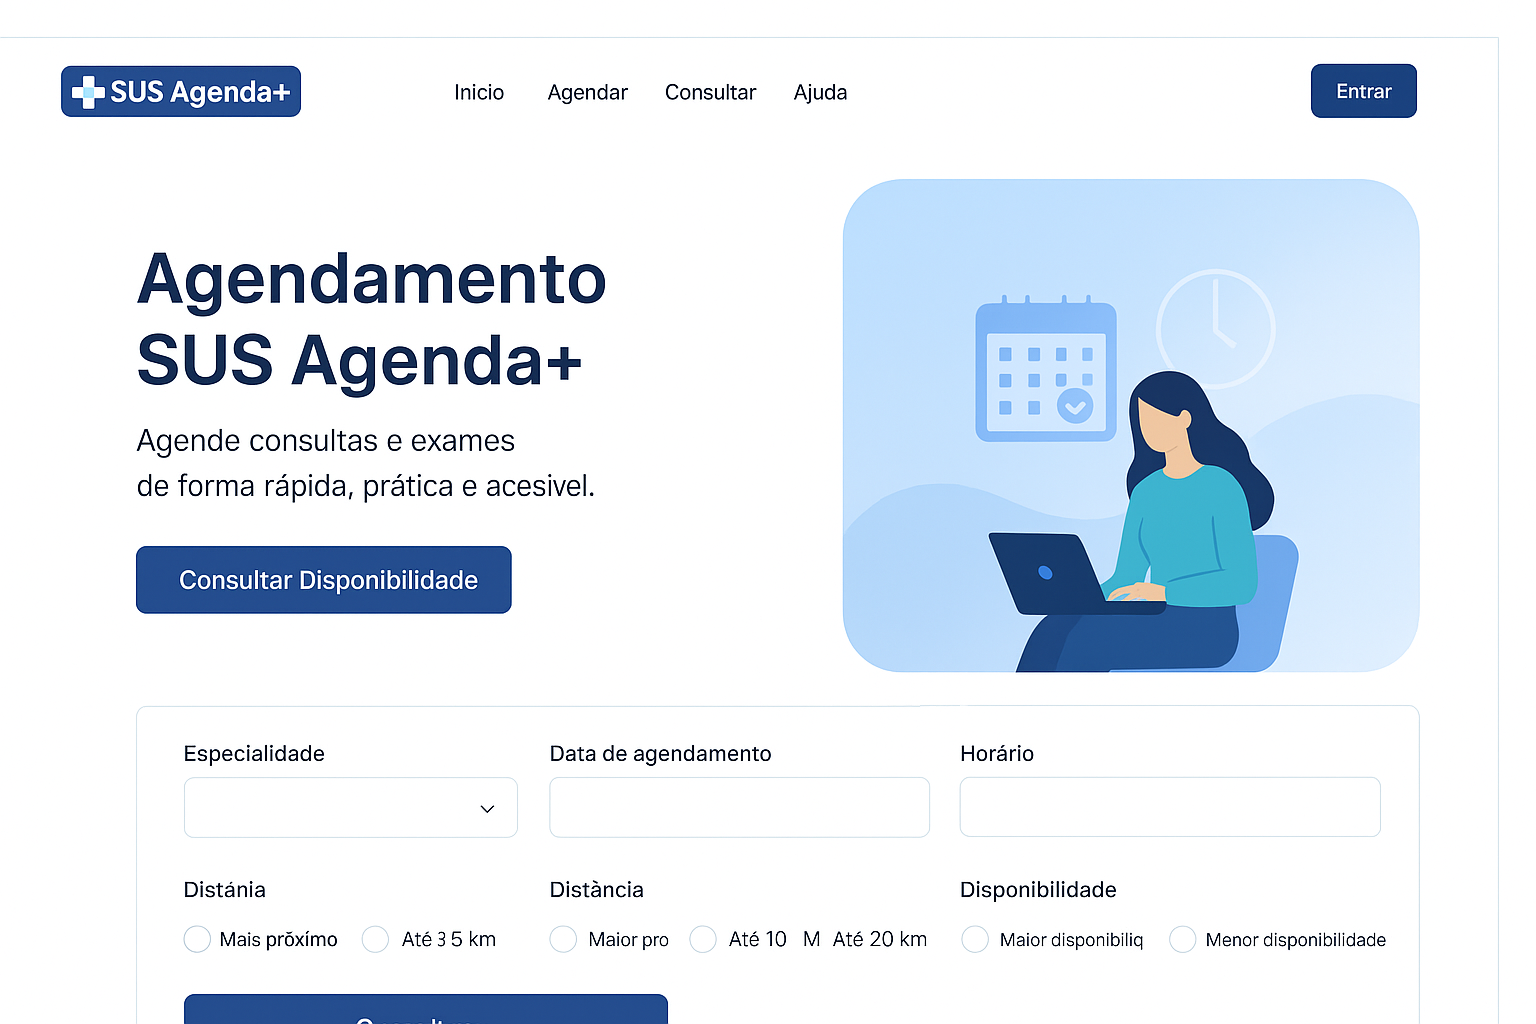 SUS Agenda+
Inicio Agendar Consultar Ajuda
Entrar
Agendamento
SUS Agenda+
Agende consultas e exames
de forma rápida, prática e acesivel.
Consultar Disponibilidade
Especialidade
Data de agendamento
Horário
Distánia
Mais prŏxímo Até 3 5 km
Distància
Maior pro Até 10 M Até 20 km
Disponibilidade
Maior disponibiliq Menor disponibilidade